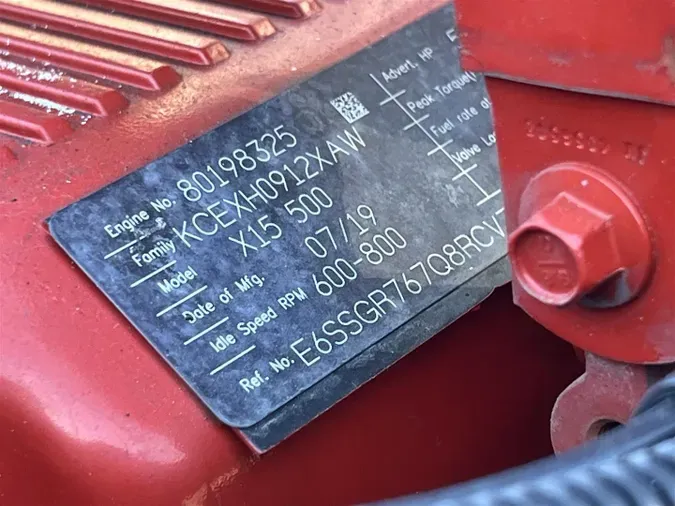 Engine No. 80198325
Family KCEXH0912XAW
Model X15 500
Date of Mfg. 07/19
Idle Speed RPM 600-800
Ref. No. E6SSGR767Q8RCV
Advert. HP
Peak Torque
Fuel rate at
Valve